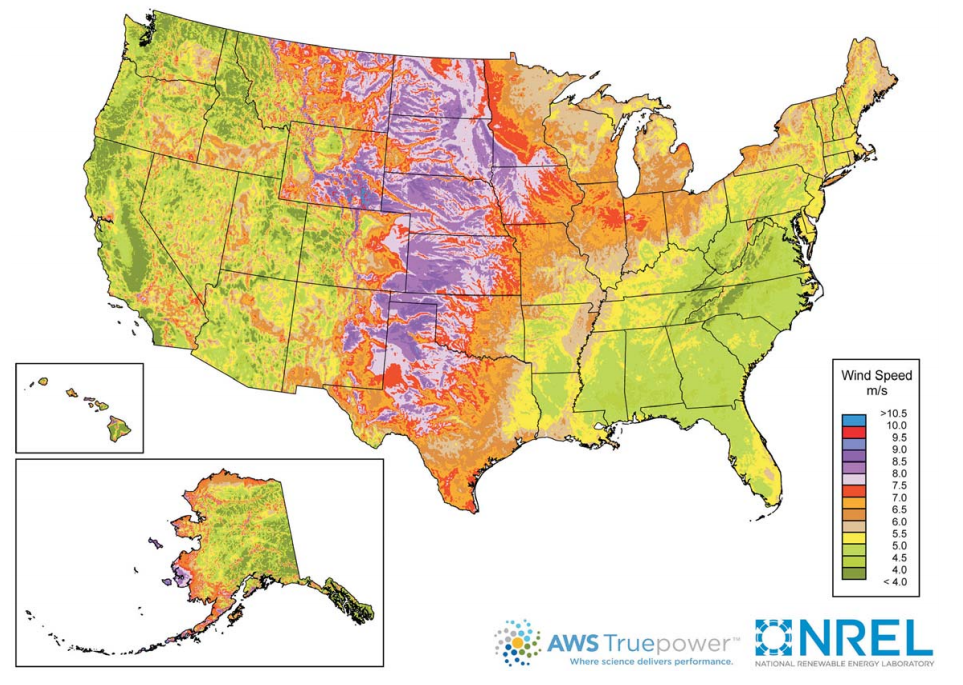 Wind Speed
m/s
>10.5
10.0
9.5
9.0
8.5
8.0
7.5
7.0
6.5
6.0
5.5
5.0
4.5
4.0
< 4.0
AWS Truepower™
Where science delivers performance.
NREL
NATIONAL RENEWABLE ENERGY LABORATORY